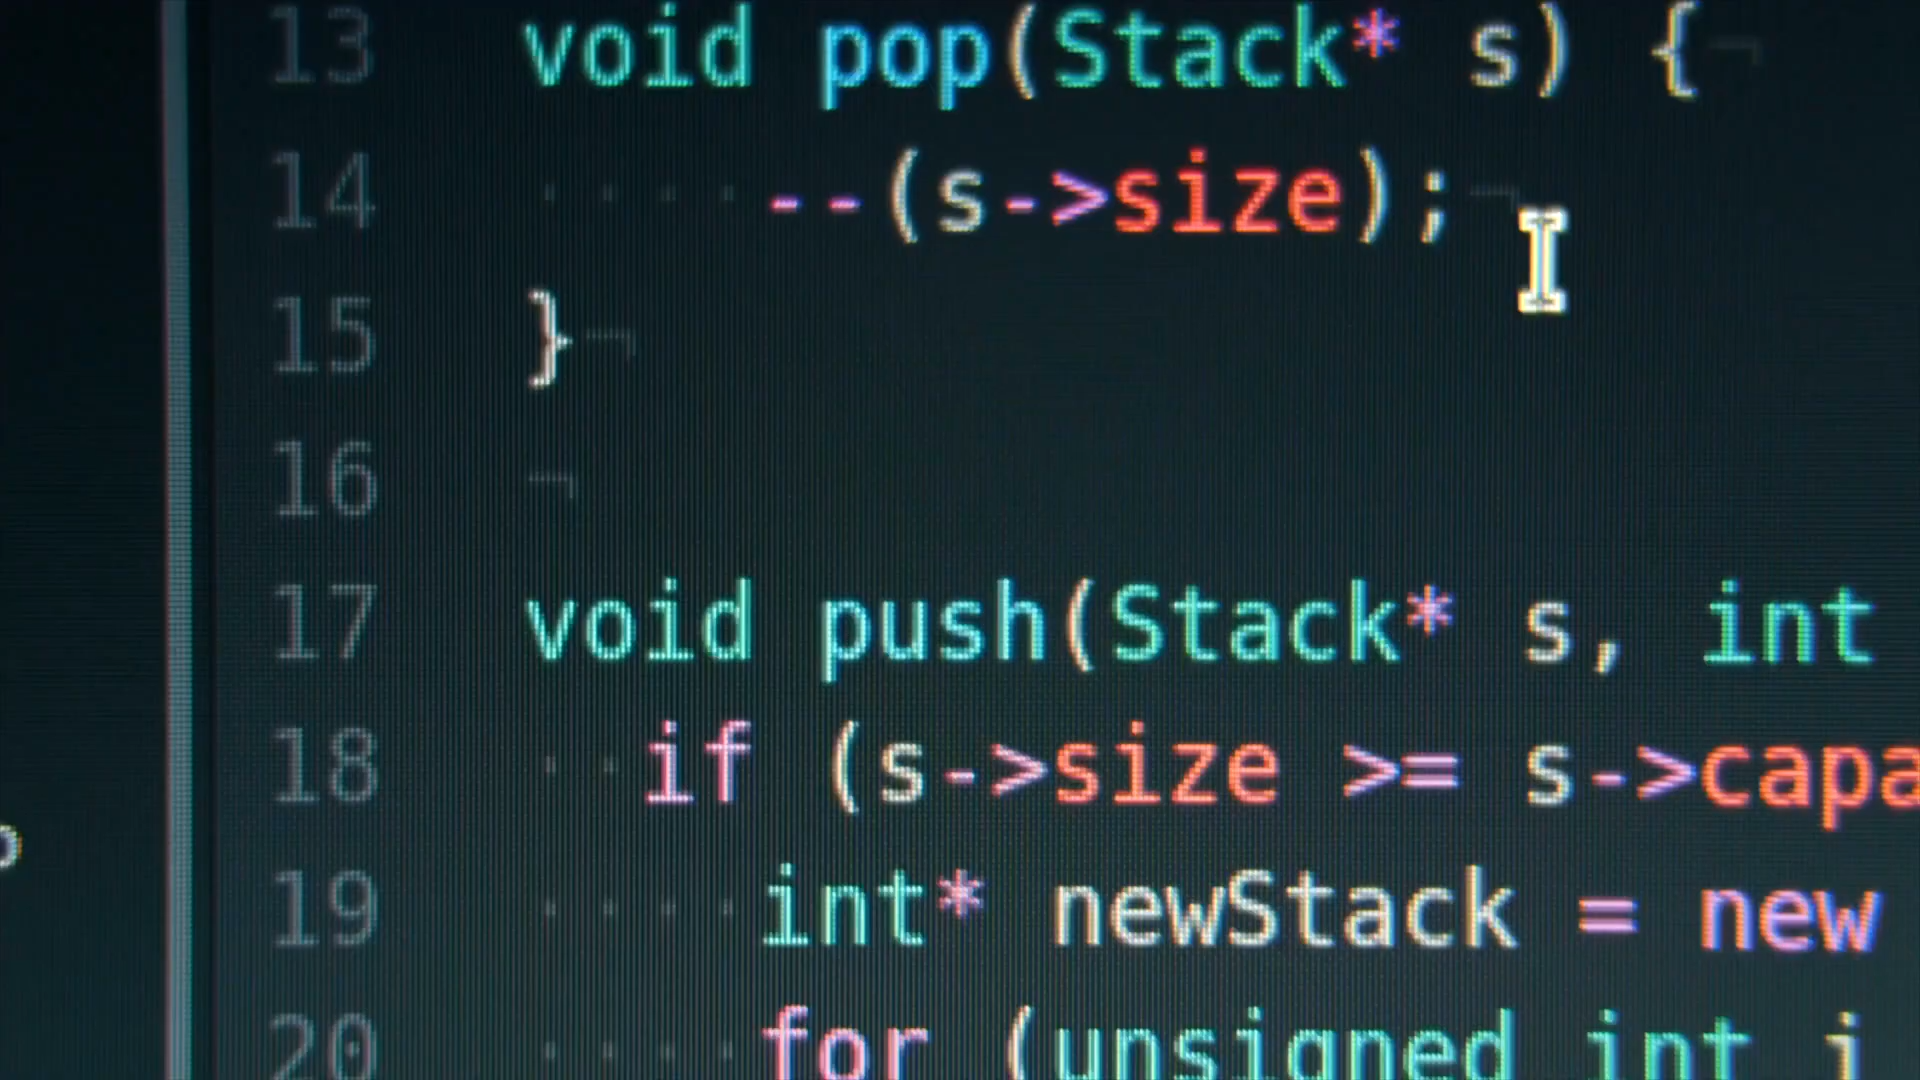 13 void pop(Stack* s) {
14 --(s->size);
15 }
16
17 void push(Stack* s, int
18 if (s->size >= s->capa
19 int* newStack = new
20 for (unsigned int i